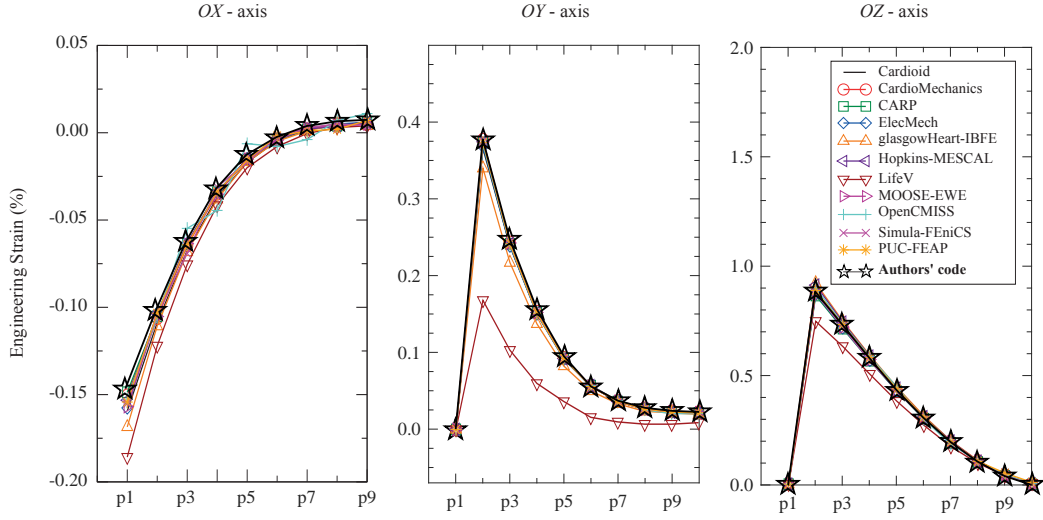 OX - axis
OY - axis
OZ - axis
Engineering Strain (%)
0.05
0.00
-0.05
-0.10
-0.15
-0.20
p1 p3 p5 p7 p9
0.4
0.3
0.2
0.1
0.0
p1 p3 p5 p7 p9
2.0
1.5
1.0
0.5
0.0
p1 p3 p5 p7 p9
Cardioid
CardioMechanics
CARP
ElecMech
glasgowHeart-IBFE
Hopkins-MESCAL
LifeV
MOOSE-EWE
OpenCMISS
Simula-FEniCS
PUC-FEAP
Authors' code